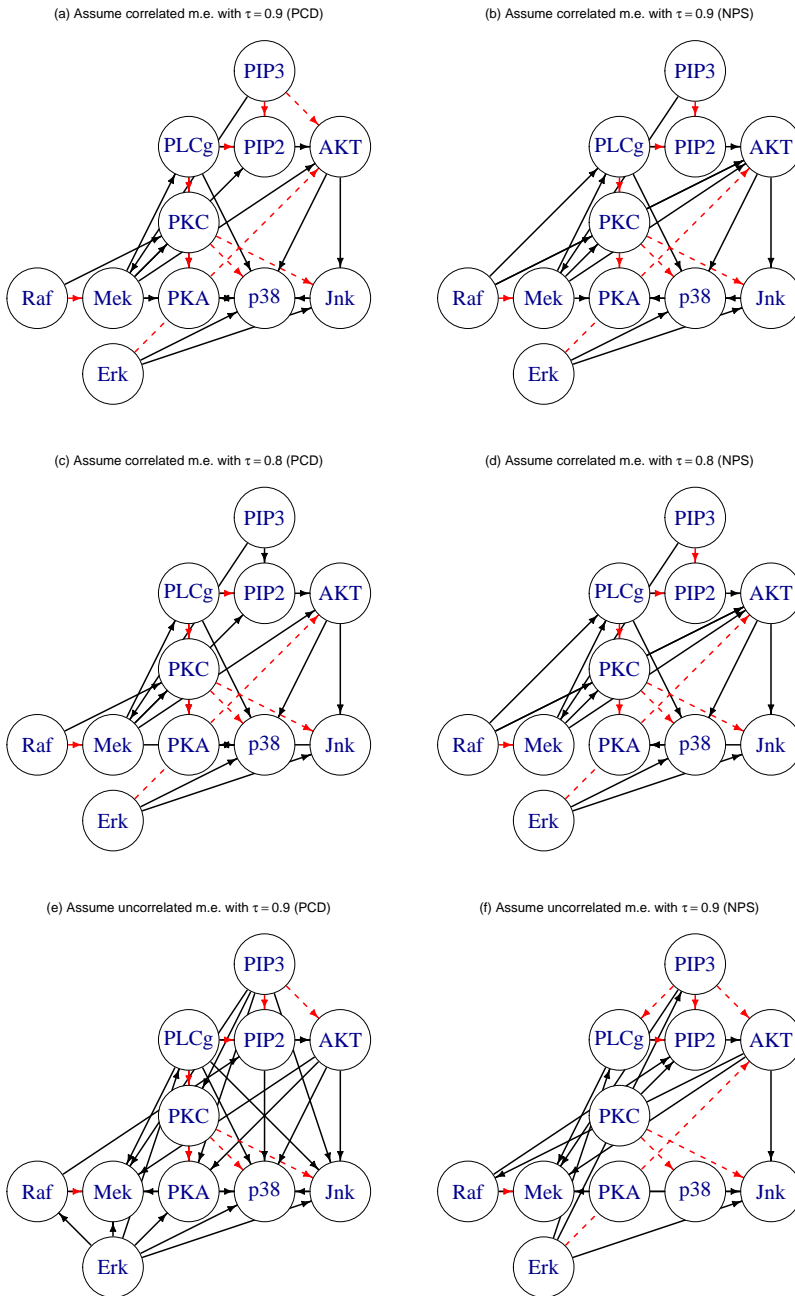 (a) Assume correlated m.e. with τ = 0.9 (PCD)
PIP3
PLCg PIP2 AKT
PKC
Raf Mek PKA p38 Jnk
Erk
(b) Assume correlated m.e. with τ = 0.9 (NPS)
PIP3
PLCg PIP2 AKT
PKC
Raf Mek PKA p38 Jnk
Erk
(c) Assume correlated m.e. with τ = 0.8 (PCD)
PIP3
PLCg PIP2 AKT
PKC
Raf Mek PKA p38 Jnk
Erk
(d) Assume correlated m.e. with τ = 0.8 (NPS)
PIP3
PLCg PIP2 AKT
PKC
Raf Mek PKA p38 Jnk
Erk
(e) Assume uncorrelated m.e. with τ = 0.9 (PCD)
PIP3
PLCg PIP2 AKT
PKC
Raf Mek PKA p38 Jnk
Erk
(f) Assume uncorrelated m.e. with τ = 0.9 (NPS)
PIP3
PLCg PIP2 AKT
PKC
Raf Mek PKA p38 Jnk
Erk